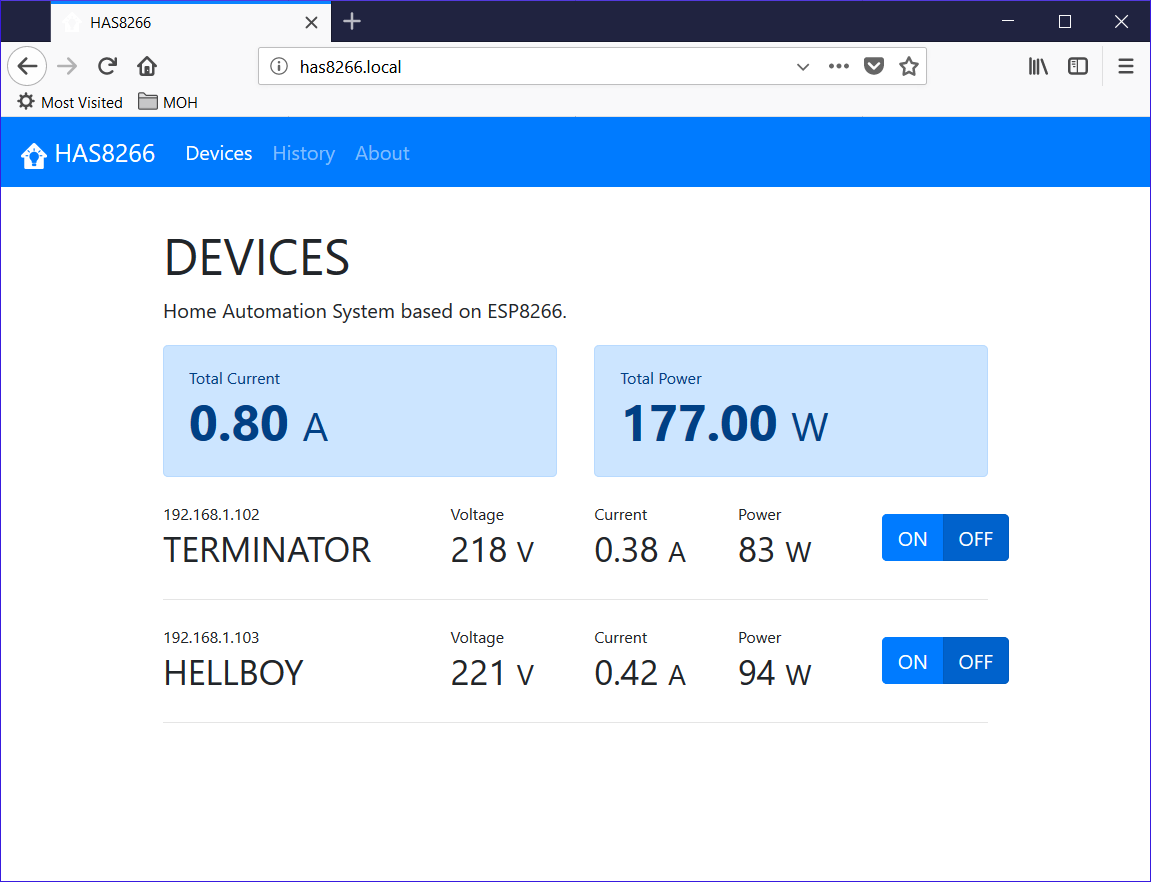 HAS8266
has8266.local
Most Visited MOH
HAS8266 Devices History About
DEVICES
Home Automation System based on ESP8266.
Total Current
0.80 A
Total Power
177.00 W
192.168.1.102 Voltage Current Power
TERMINATOR 218 V 0.38 A 83 W ON OFF
192.168.1.103 Voltage Current Power
HELLBOY 221 V 0.42 A 94 W ON OFF